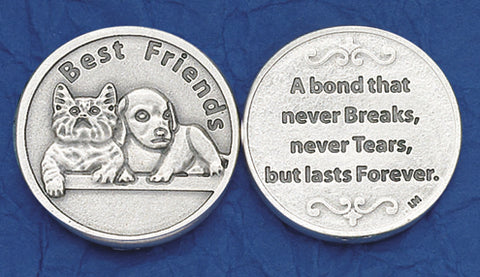 Best Friends
A bond that
never Breaks,
never Tears,
but lasts Forever.